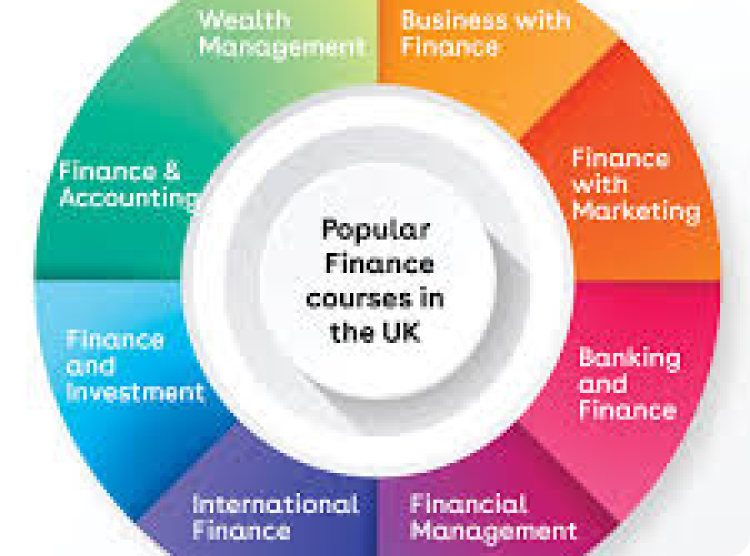 Wealth
Management
Business with
Finance
Finance
with
Marketing
Banking
and
Finance
Financial
Management
International
Finance
Finance
and
Investment
Finance &
Accounting
Popular
Finance
courses in
the UK